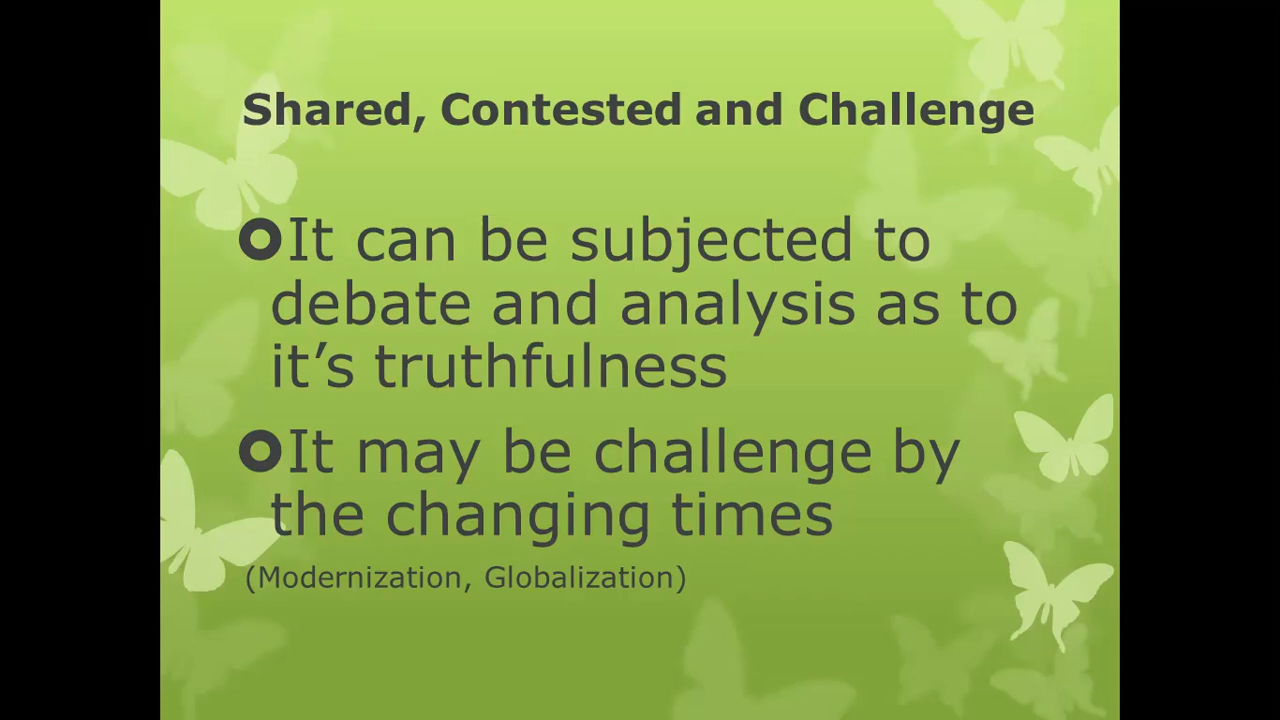 Shared, Contested and Challenge
It can be subjected to
debate and analysis as to
it’s truthfulness
It may be challenge by
the changing times
(Modernization, Globalization)